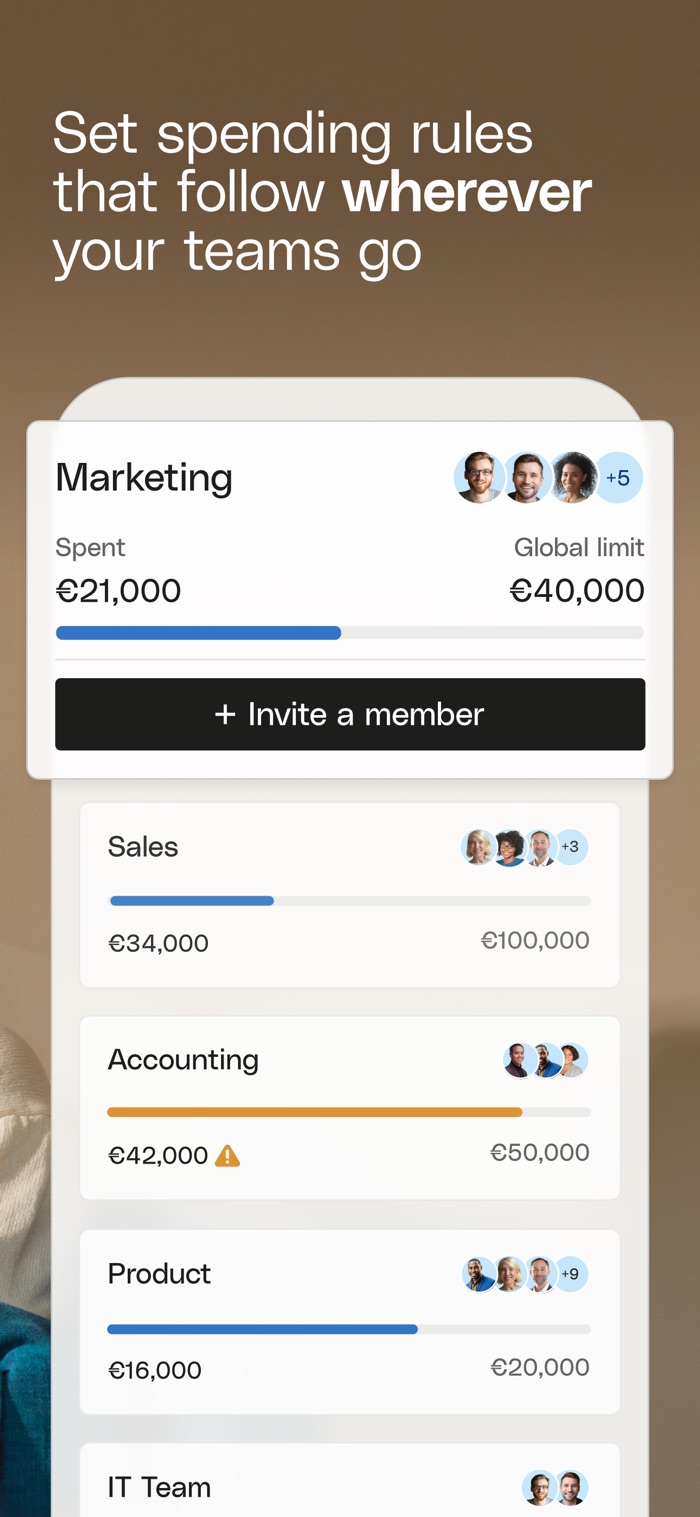 Set spending rules
that follow wherever
your teams go
Marketing
+5
Spent
Global limit
€21,000
€40,000
+ Invite a member
Sales
+3
€34,000
€100,000
Accounting
€42,000
€50,000
Product
+9
€16,000
€20,000
IT Team